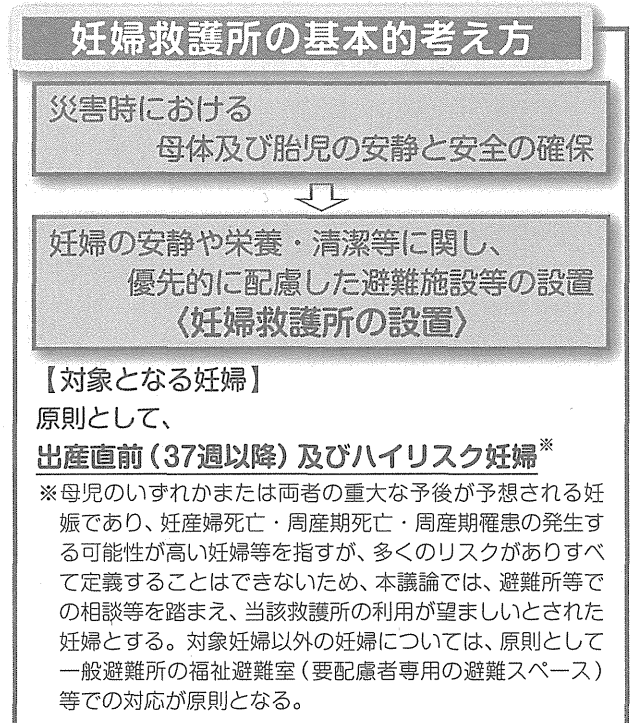 妊婦救護所の基本的考え方
災害時における
母体及び胎児の安静と安全の確保
妊婦の安静や栄養・清潔等に関し、
優先的に配慮した避難施設等の設置
〈妊婦救護所の設置〉
【対象となる妊婦】
原則として、
出産直前(37週以降)及びハイリスク妊婦※
※母児のいずれかまたは両者の重大な予後が予想される妊
娠であり、妊産婦死亡・周産期死亡・周産期罹患の発生す
る可能性が高い妊婦等を指すが、多くのリスクがありすべ
て定義することはできないため、本議論では、避難所等で
の相談等を踏まえ、当該救護所の利用が望ましいとされた
妊婦とする。対象妊婦以外の妊婦については、原則として
一般避難所の福祉避難室(要配慮者専用の避難スペース)
等での対応が原則となる。